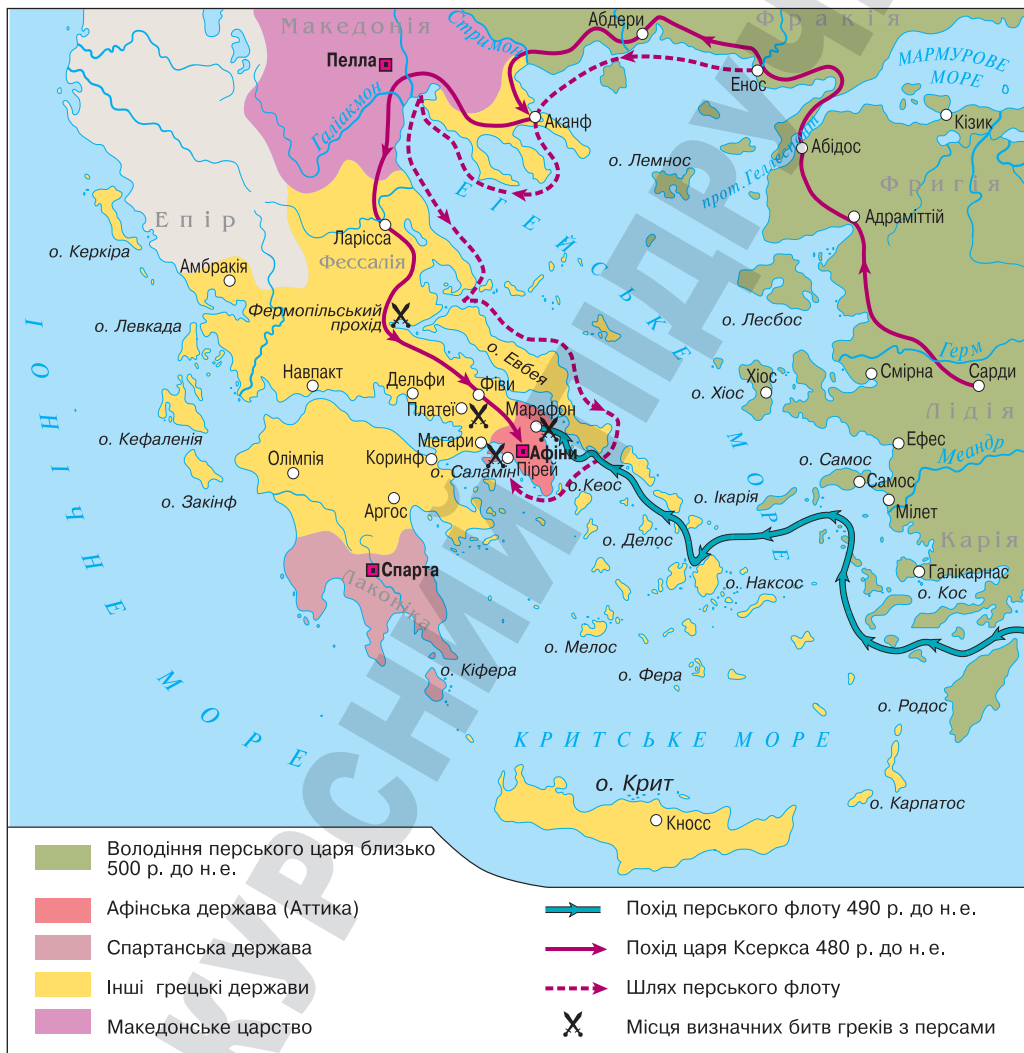 Македонія
Фракія
Стримон
Абдери
Пелла
МАРМУРОВЕ
МОРЕ
Енос
Галіакмон
Аканф
Кізик
Абідос
о. Лемнос
прот. Геллеспонт
Фригія
Епір
Адраміттій
о. Керкіра
Ларісса
Фессалія
Амбракія
ЕГЕЙСЬКЕ МОРЕ
Фермопільський
прохід
о. Левкада
о. Лесбос
Герм
о. Евбея
Навпакт
Дельфи
Фіви
Хіос
о. Хіос
Смірна
Сарди
Платеї
Марафон
Лідія
о. Кефаленія
Мегари
Афіни
Ефес
Меандр
Олімпія
Коринф
о. Саламін
Пірей
о.Кеос
о. Самос
Самос
о. Закінф
Аргос
о. Ікарія
Мілет
о. Делос
Карія
Спарта
Лаконіка
о. Наксос
Галікарнас
о. Кос
о. Мелос
о. Кіфера
о. Фера
о. Родос
ІОНІЧНЕ МОРЕ
КРИТСЬКЕ МОРЕ
о. Крит
о. Карпатос
Кносс
Володіння перського царя близько
500 р. до н.е.
Афінська держава (Аттика)
Спартанська держава
Інші грецькі держави
Македонське царство
Похід перського флоту 490 р. до н.е.
Похід царя Ксеркса 480 р. до н.е.
Шлях перського флоту
Місця визначних битв греків з персами
КУРСНИЙ ПІДРУЧ